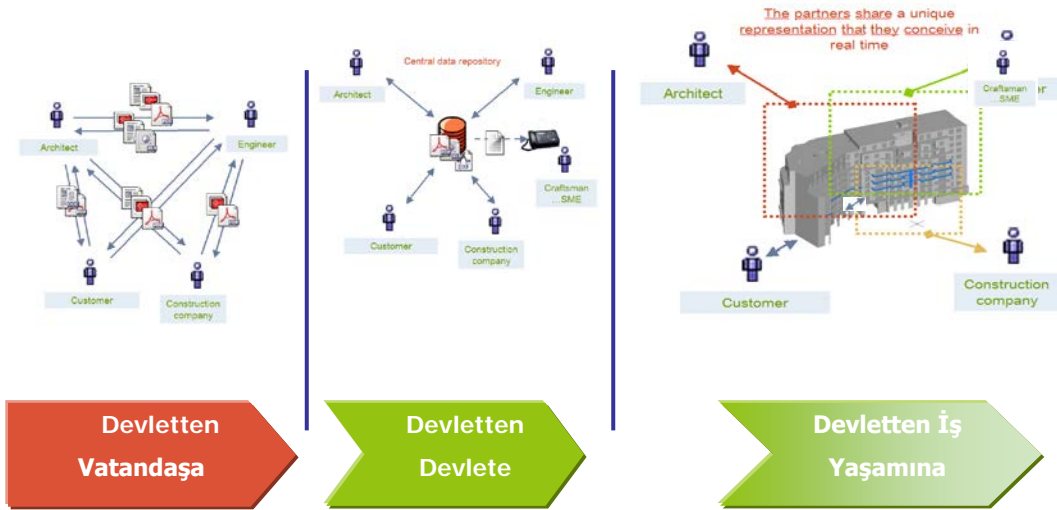 Architect
Engineer
Customer
Construction
company
Central data repository
Architect
Engineer
Craftsman
...SME
Customer
Construction
company
The partners share a unique
representation that they conceive in
real time
Architect
Craftsman
...SME
er
Customer
Construction
company
Devletten
Vatandaşa
Devletten
Devlete
Devletten İş
Yaşamına